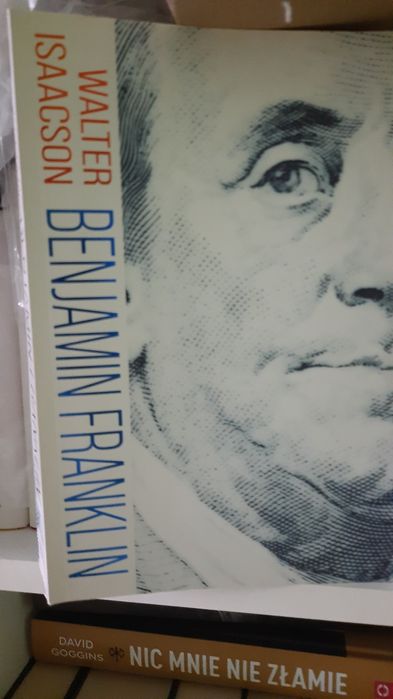 WALTER
ISAACSON
BENJAMIN FRANKLIN
DAVID
GOGGINS
NIC MNIE NIE ZŁAMIE